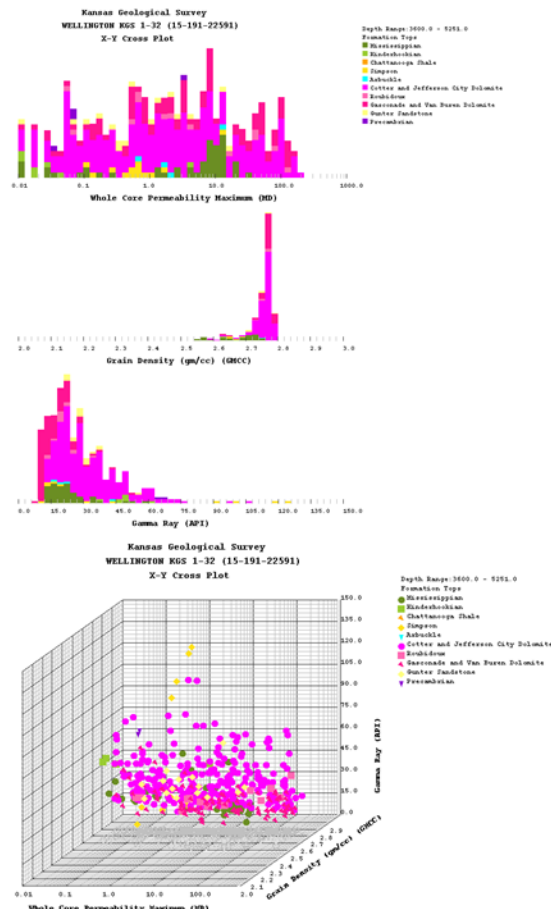 Kansas Geological Survey
WELLINGTON KGS 1-32 (15-191-22591)
X-Y Cross Plot
Depth Range:3600.0 - 5251.0
Formation Tops
Mississippian
Kinderhookian
Chattanooga Shale
Simpson
Arbuckle
Cotter and Jefferson City Dolomite
Roubidoux
Gasconade and Van Buren Dolomite
Gunter Sandstone
Precambrian
0.01 0.1 1.0 10.0 100.0 1000.0
Whole Core Permeability Maximum (MD)
2.0 2.1 2.2 2.3 2.4 2.5 2.6 2.7 2.8 2.9 3.0
Grain Density (gm/cc) (GMCC)
0.0 15.0 30.0 45.0 60.0 75.0 90.0 105.0 120.0 135.0 150.0
Gamma Ray (API)
Kansas Geological Survey
WELLINGTON KGS 1-32 (15-191-22591)
X-Y Cross Plot
Depth Range:3600.0 - 5251.0
Formation Tops
Mississippian
Kinderhookian
Chattanooga Shale
Simpson
Arbuckle
Cotter and Jefferson City Dolomite
Roubidoux
Gasconade and Van Buren Dolomite
Gunter Sandstone
Precambrian
150.0
135.0
120.0
105.0
90.0
75.0
60.0
45.0
30.0
15.0
0.0
Gamma Ray (API)
2.9
2.8
2.7
2.6
2.5
2.4
2.3
2.2
2.1
2.0
Grain Density (gm/cc) (GMCC)
0.01 0.1 1.0 10.0 100.0
Whole Core Permeability Maximum (MD)